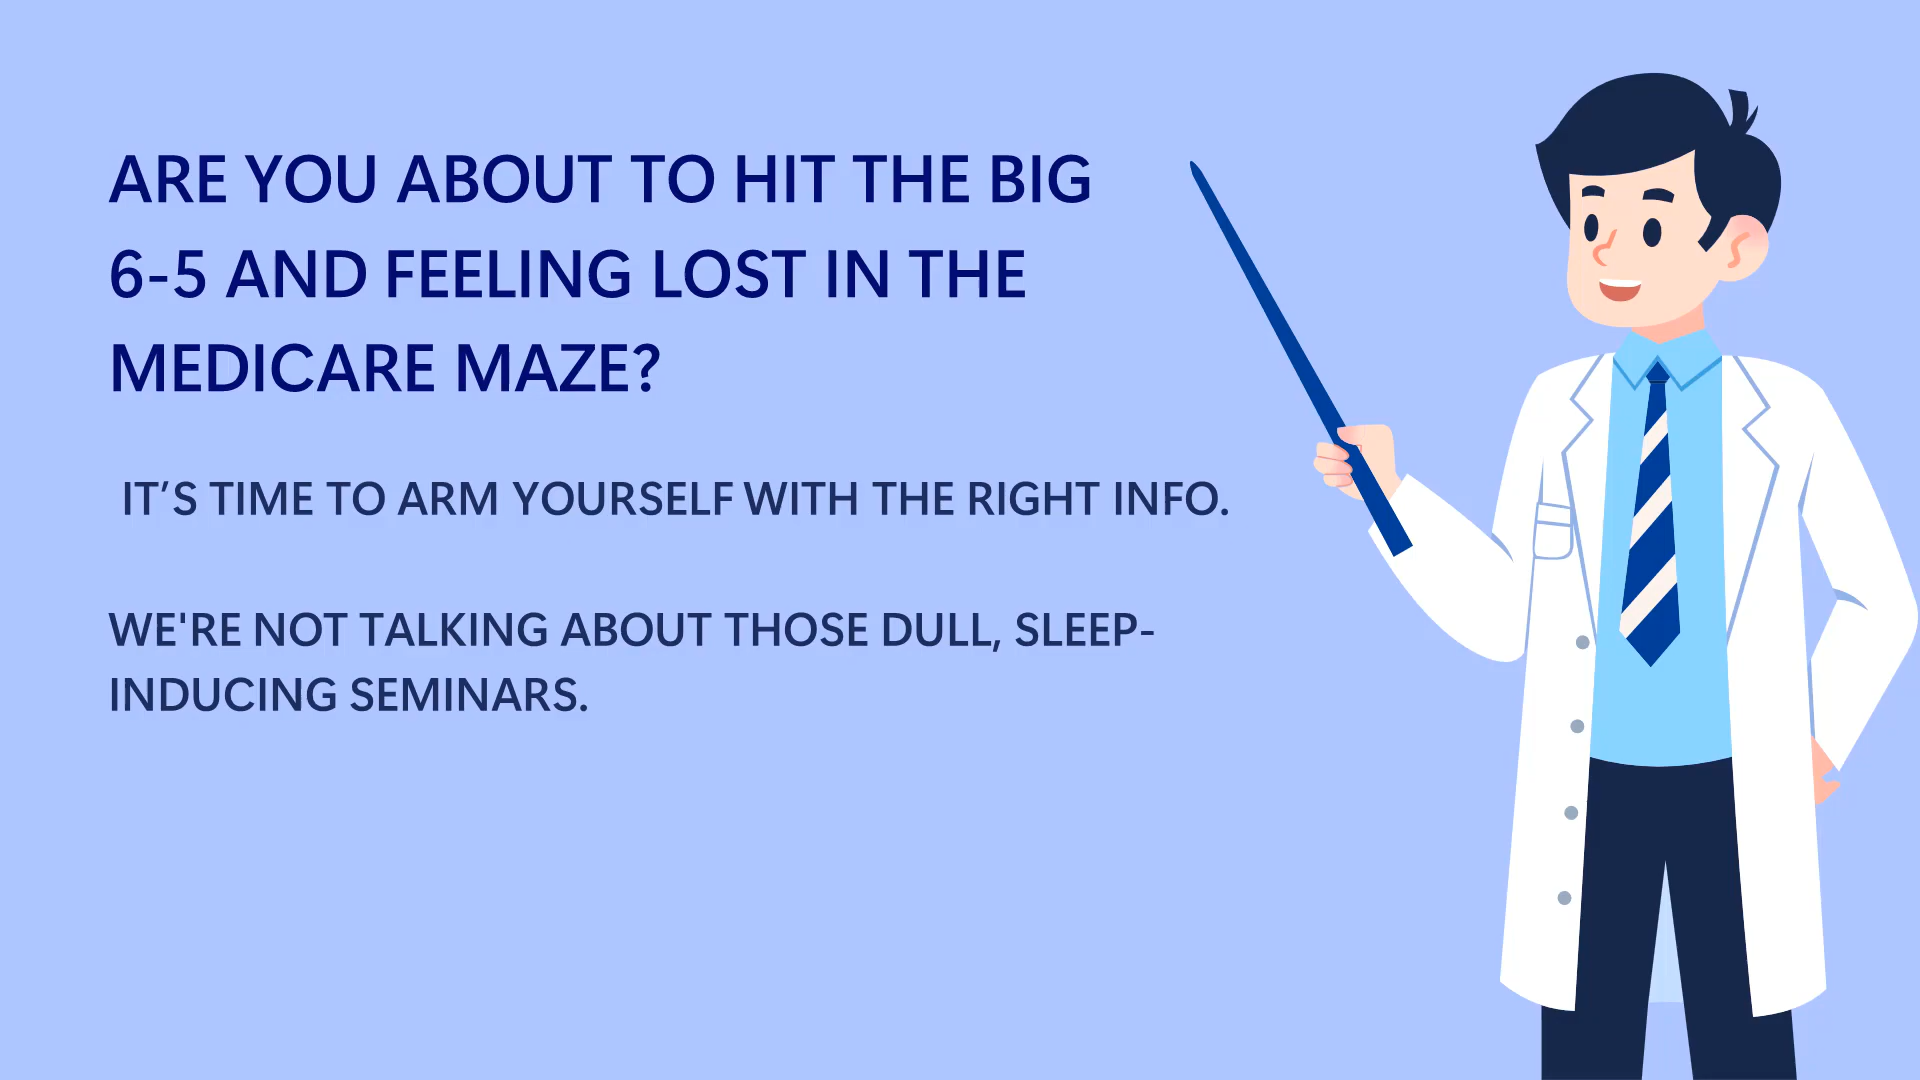 ARE YOU ABOUT TO HIT THE BIG
6-5 AND FEELING LOST IN THE
MEDICARE MAZE?
IT’S TIME TO ARM YOURSELF WITH THE RIGHT INFO.
WE'RE NOT TALKING ABOUT THOSE DULL, SLEEP-
INDUCING SEMINARS.